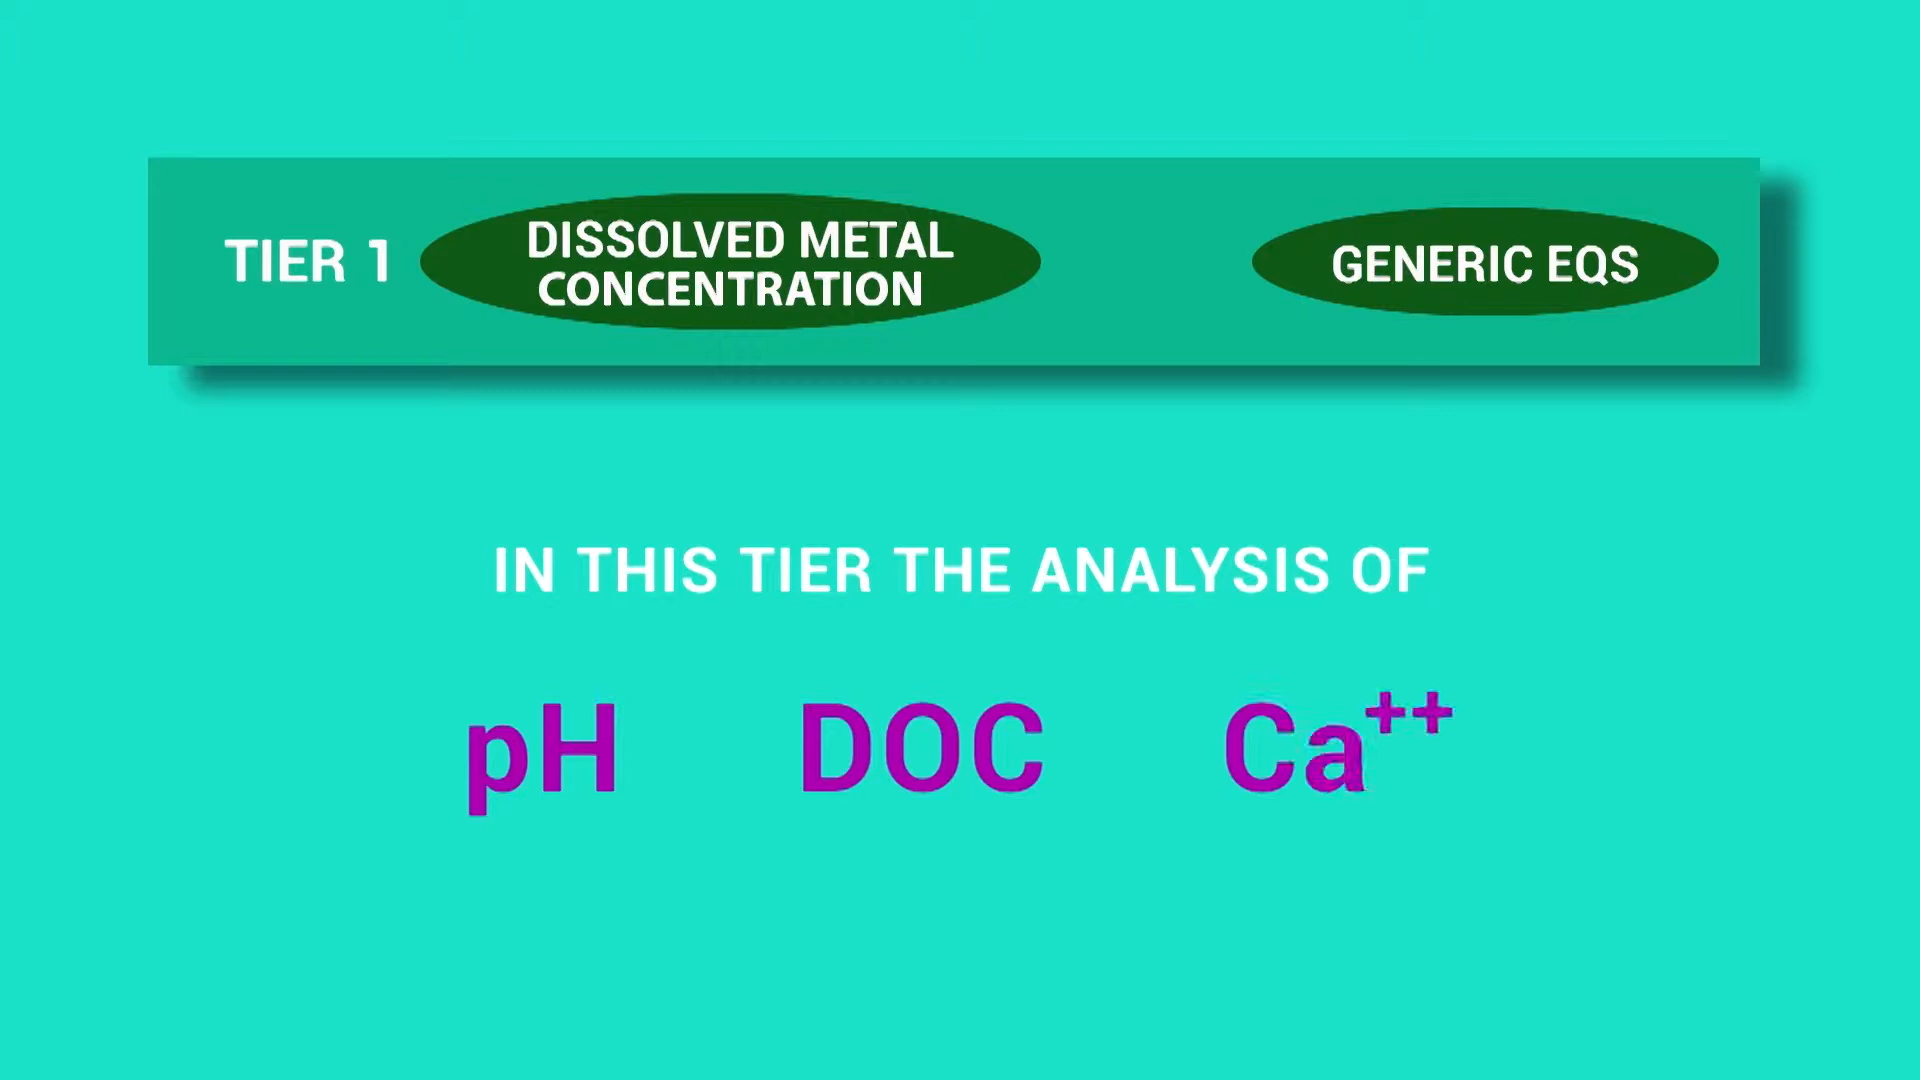 TIER 1
DISSOLVED METAL
CONCENTRATION
GENERIC EQS
IN THIS TIER THE ANALYSIS OF
pH DOC Ca⁺⁺